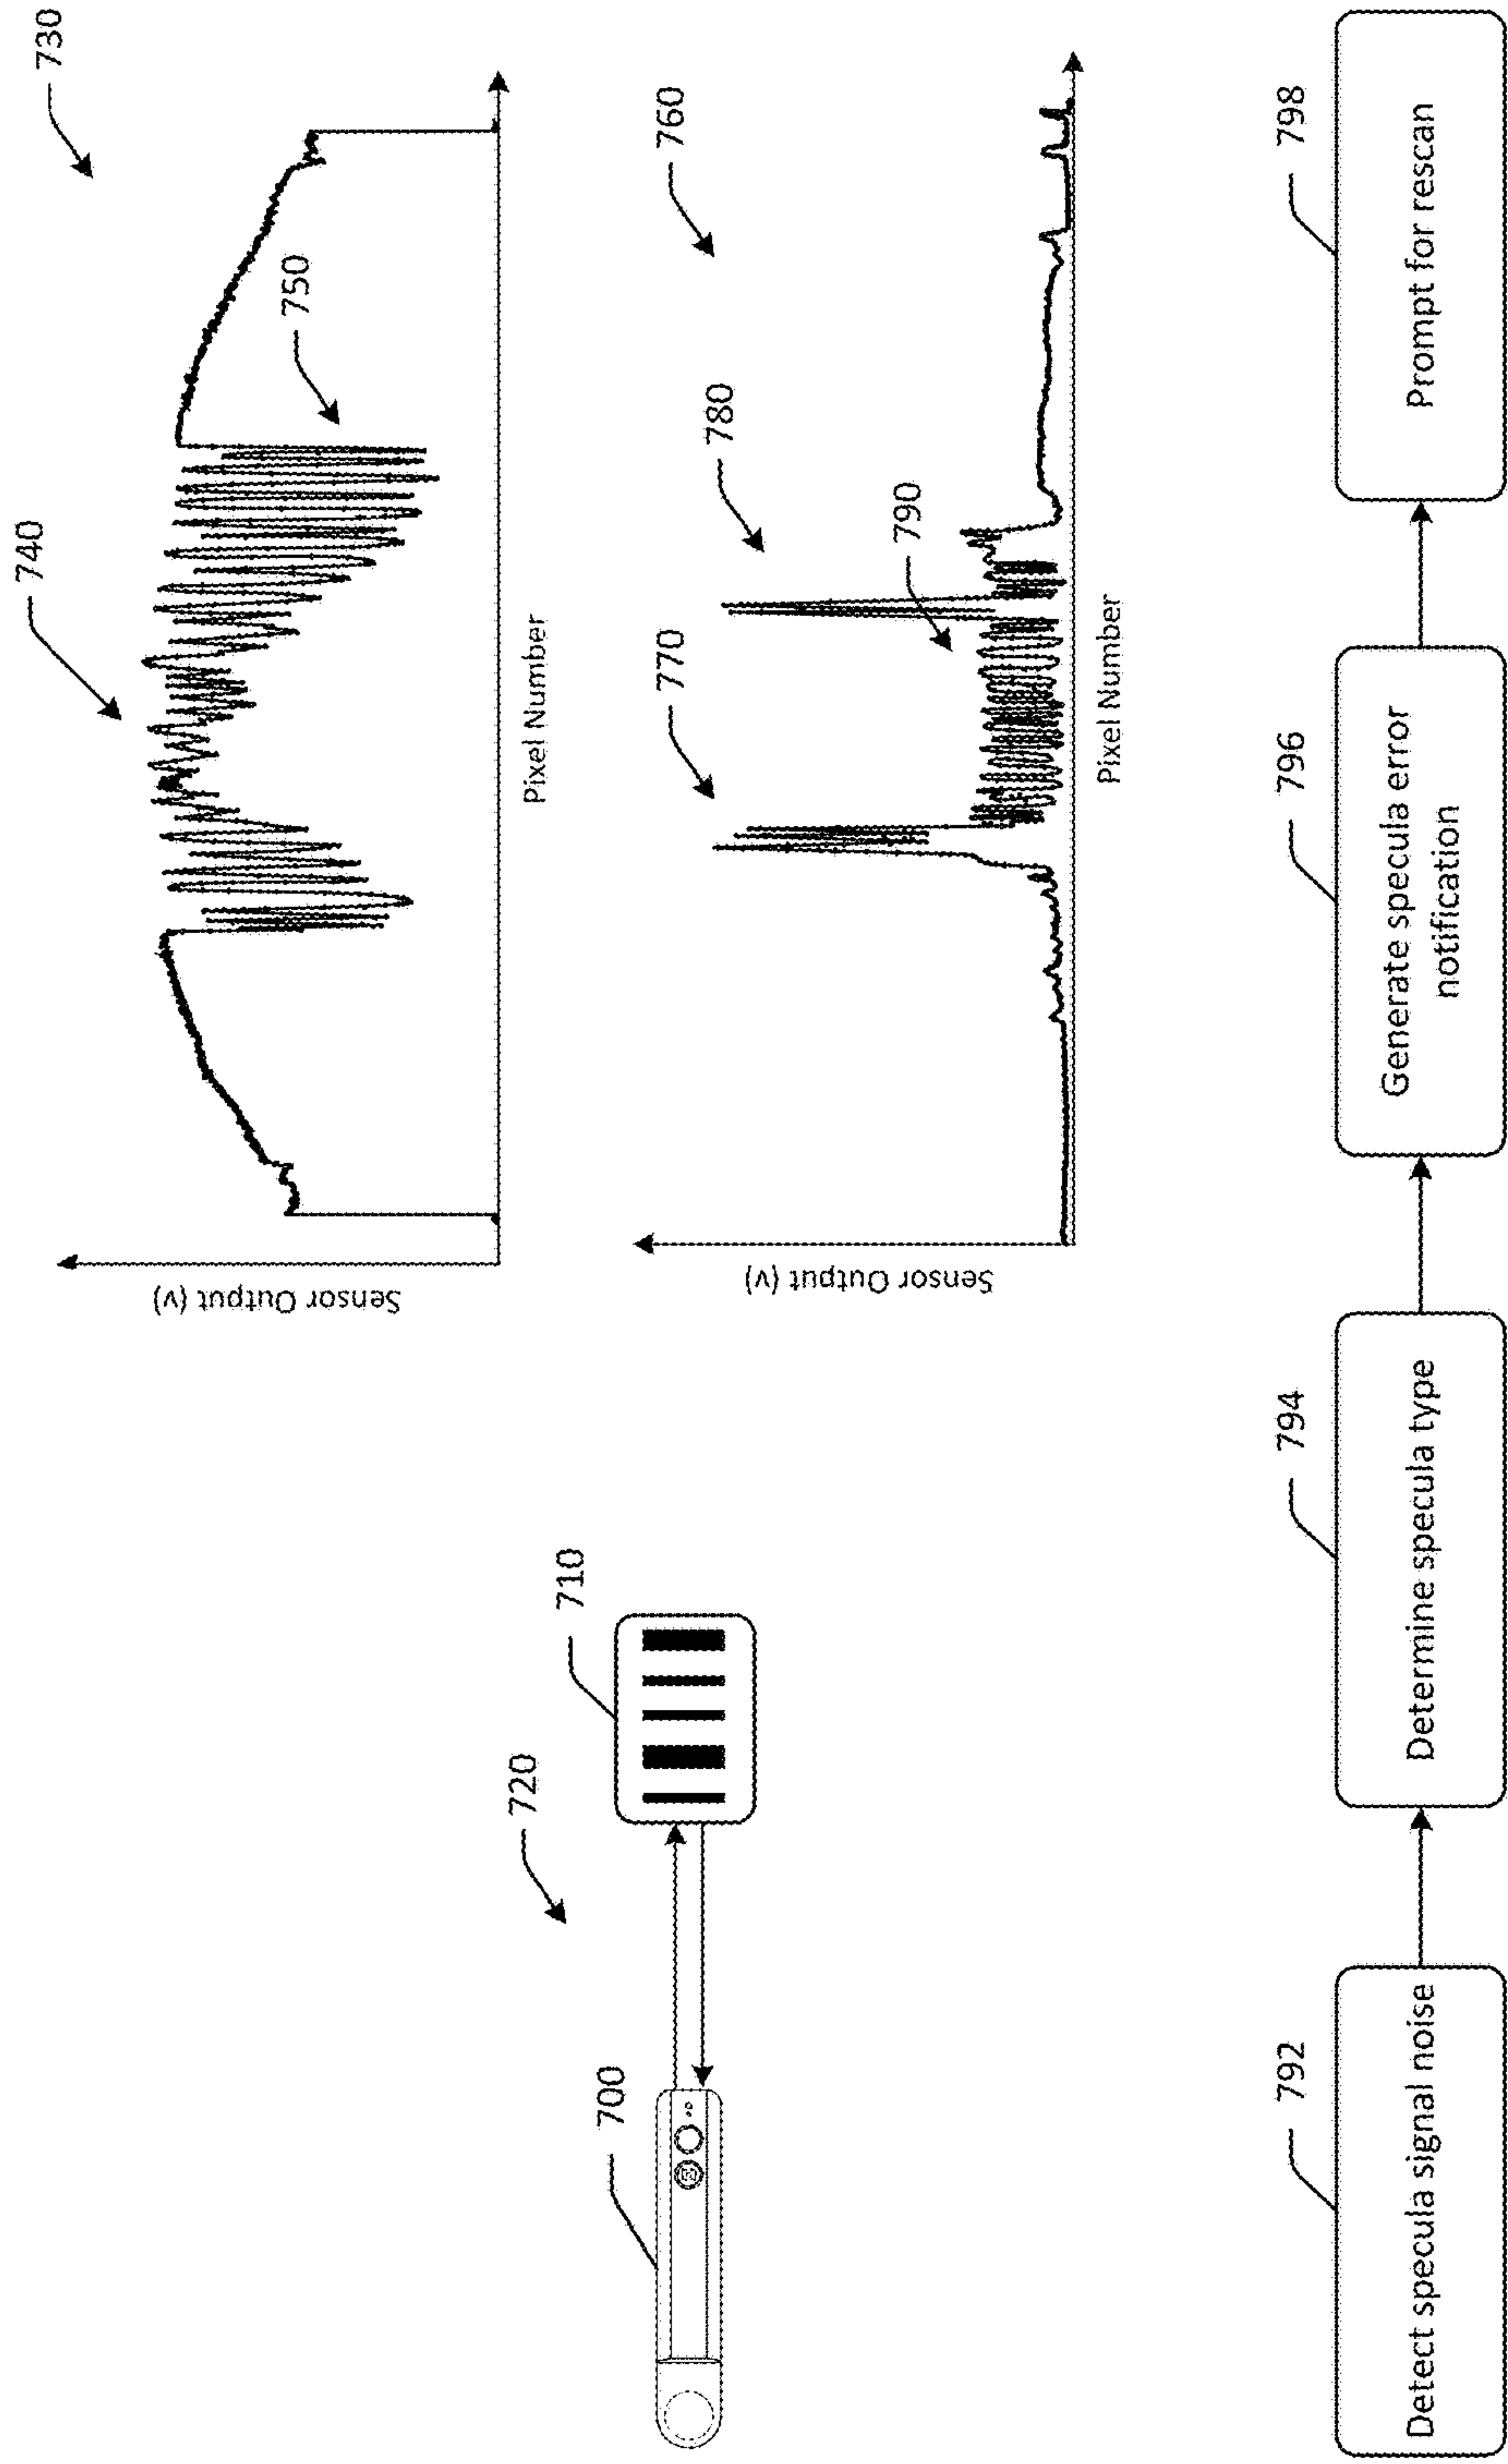 700
720
710
Sensor Output (v)
740
750
730
Pixel Number
Sensor Output (v)
770
780
790
760
Pixel Number
792
Detect specula signal noise
794
Determine specula type
796
Generate specula error
notification
798
Prompt for rescan